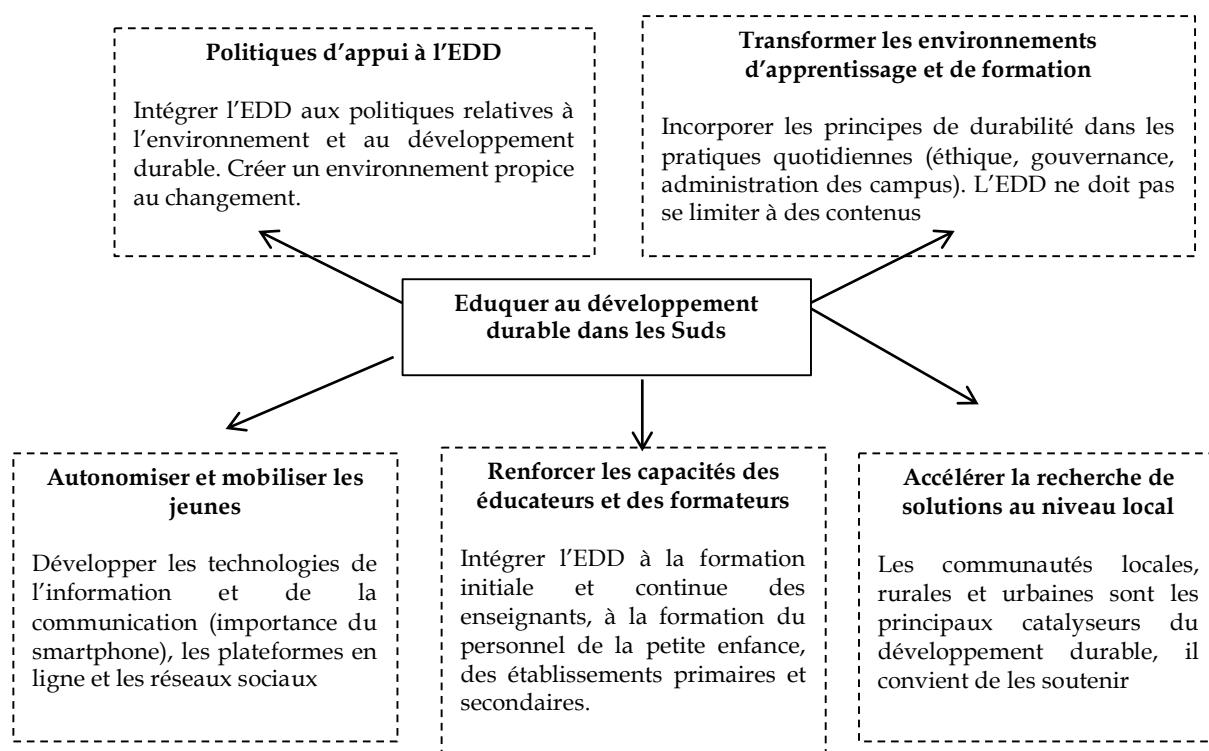 Politiques d’appui à l’EDD
Intégrer l’EDD aux politiques relatives à
l’environnement et au développement
durable. Créer un environnement propice
au changement.
Transformer les environnements
d’apprentissage et de formation
Incorporer les principes de durabilité dans les
pratiques quotidiennes (éthique, gouvernance,
administration des campus). L’EDD ne doit pas
se limiter à des contenus
Eduquer au développement
durable dans les Suds
Autonomiser et mobiliser les
jeunes
Développer les technologies de
l’information et de la
communication (importance du
smartphone), les plateformes en
ligne et les réseaux sociaux
Renforcer les capacités des
éducateurs et des formateurs
Intégrer l’EDD à la formation
initiale et continue des
enseignants, à la formation du
personnel de la petite enfance,
des établissements primaires et
secondaires.
Accélérer la recherche de
solutions au niveau local
Les communautés locales,
rurales et urbaines sont les
principaux catalyseurs du
développement durable, il
convient de les soutenir